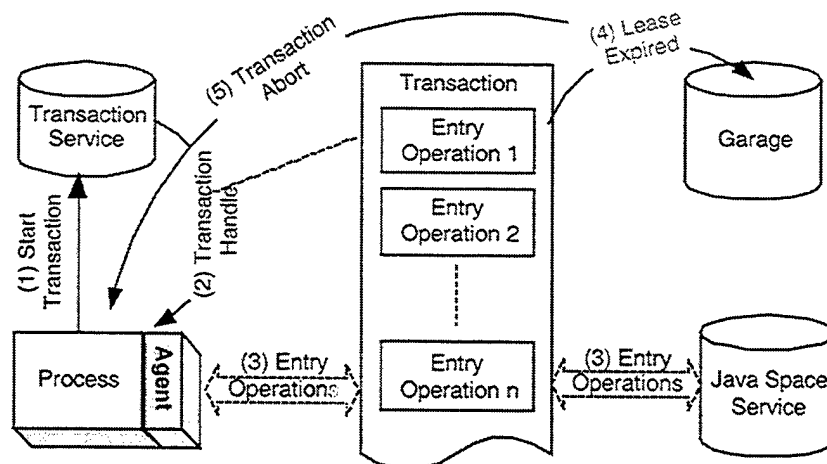 (4) Lease
Expired
(5) Transaction
Abort
Transaction
Transaction
Service
Entry
Operation 1
Garage
(2) Transaction
Handle
Entry
Operation 2
(1) Start
Transaction
Process
Agent
(3) Entry
Operations
Entry
Operation n
(3) Entry
Operations
Java Space
Service